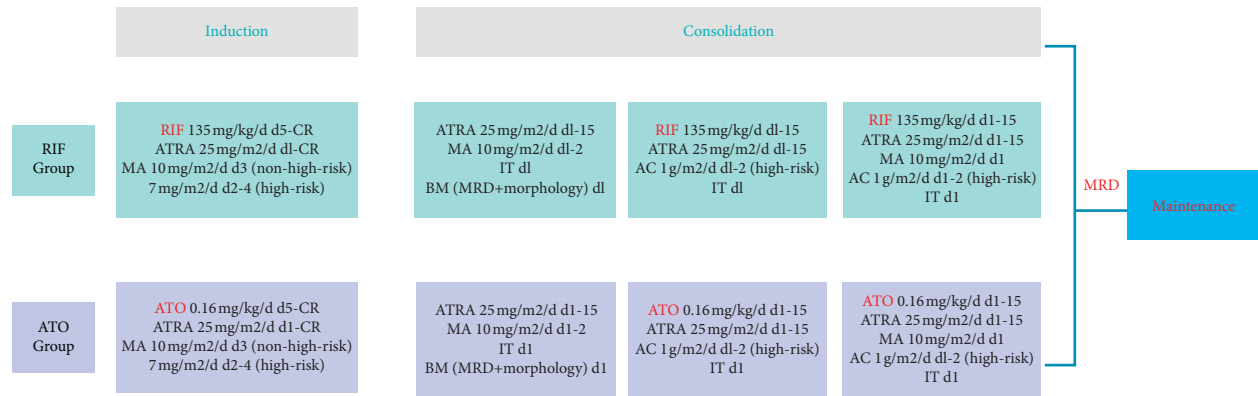 Induction
Consolidation
RIF
Group
RIF 135 mg/kg/d d5-CR
ATRA 25 mg/m2/d dl-CR
MA 10 mg/m2/d d3 (non-high-risk)
7 mg/m2/d d2-4 (high-risk)
ATRA 25 mg/m2/d dl-15
MA 10 mg/m2/d dl-2
IT dl
BM (MRD+morphology) dl
RIF 135 mg/kg/d dl-15
ATRA 25 mg/m2/d dl-15
AC 1 g/m2/d dl-2 (high-risk)
IT dl
RIF 135 mg/kg/d d1-15
ATRA 25 mg/m2/d d1-15
MA 10 mg/m2/d d1
AC 1 g/m2/d d1-2 (high-risk)
IT d1
MRD
Maintenance
ATO
Group
ATO 0.16 mg/kg/d d5-CR
ATRA 25 mg/m2/d d1-CR
MA 10 mg/m2/d d3 (non-high-risk)
7 mg/m2/d d2-4 (high-risk)
ATRA 25 mg/m2/d d1-15
MA 10 mg/m2/d d1-2
IT d1
BM (MRD+morphology) d1
ATO 0.16 mg/kg/d d1-15
ATRA 25 mg/m2/d d1-15
AC 1 g/m2/d dl-2 (high-risk)
IT d1
ATO 0.16 mg/kg/d d1-15
ATRA 25 mg/m2/d d1-15
MA 10 mg/m2/d d1
AC 1 g/m2/d dl-2 (high-risk)
IT d1